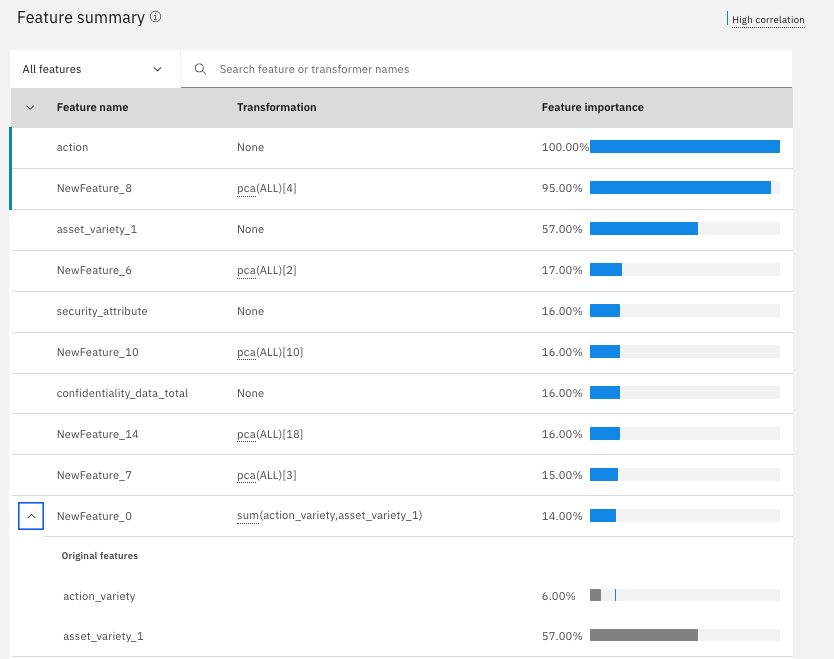 Feature summary
High correlation
All features
Search feature or transformer names
Feature name Transformation Feature importance
action None 100.00%
NewFeature_8 pca(ALL)[4] 95.00%
asset_variety_1 None 57.00%
NewFeature_6 pca(ALL)[2] 17.00%
security_attribute None 16.00%
NewFeature_10 pca(ALL)[10] 16.00%
confidentiality_data_total None 16.00%
NewFeature_14 pca(ALL)[18] 16.00%
NewFeature_7 pca(ALL)[3] 15.00%
NewFeature_0 sum(action_variety,asset_variety_1) 14.00%
Original features
action_variety 6.00%
asset_variety_1 57.00%